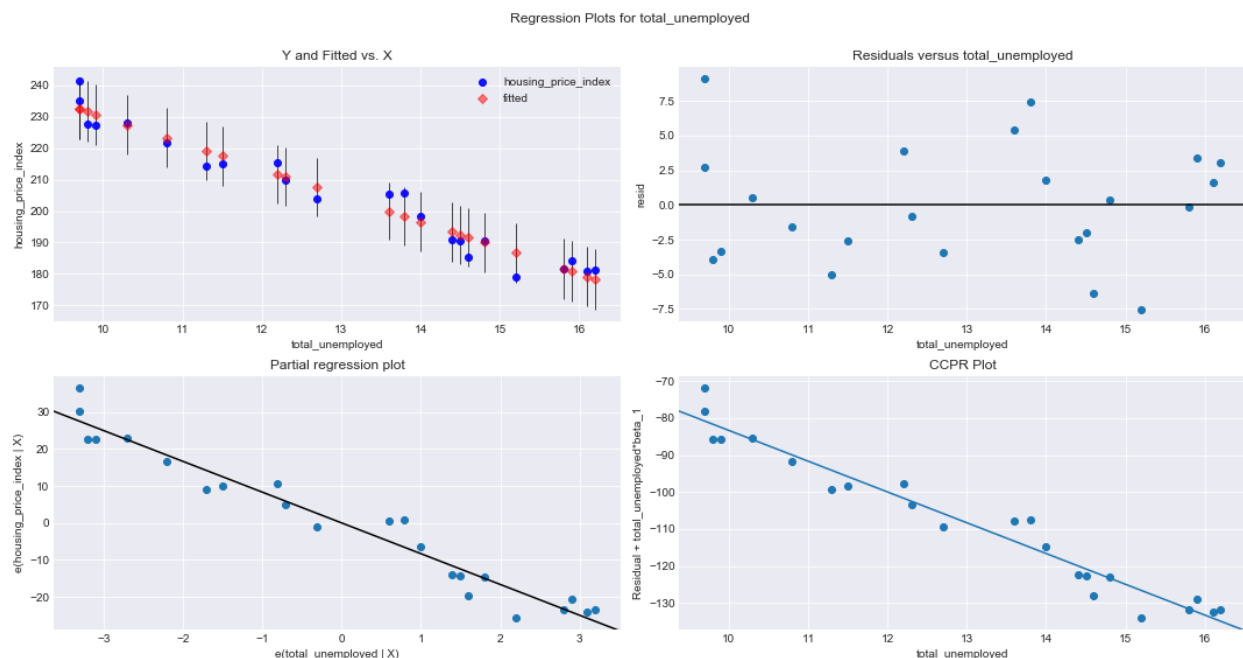 Regression Plots for total_unemployed
Y and Fitted vs. X
housing_price_index
fitted
240
230
220
210
200
190
180
170
housing_price_index
10 11 12 13 14 15 16
total_unemployed
Residuals versus total_unemployed
7.5
5.0
2.5
0.0
−2.5
−5.0
−7.5
resid
10 11 12 13 14 15 16
total_unemployed
Partial regression plot
30
20
10
0
−10
−20
e(housing_price_index | X)
−3 −2 −1 0 1 2 3
e(total_unemployed | X)
CCPR Plot
−70
−80
−90
−100
−110
−120
−130
Residual + total_unemployed*beta_1
10 11 12 13 14 15 16
total_unemployed